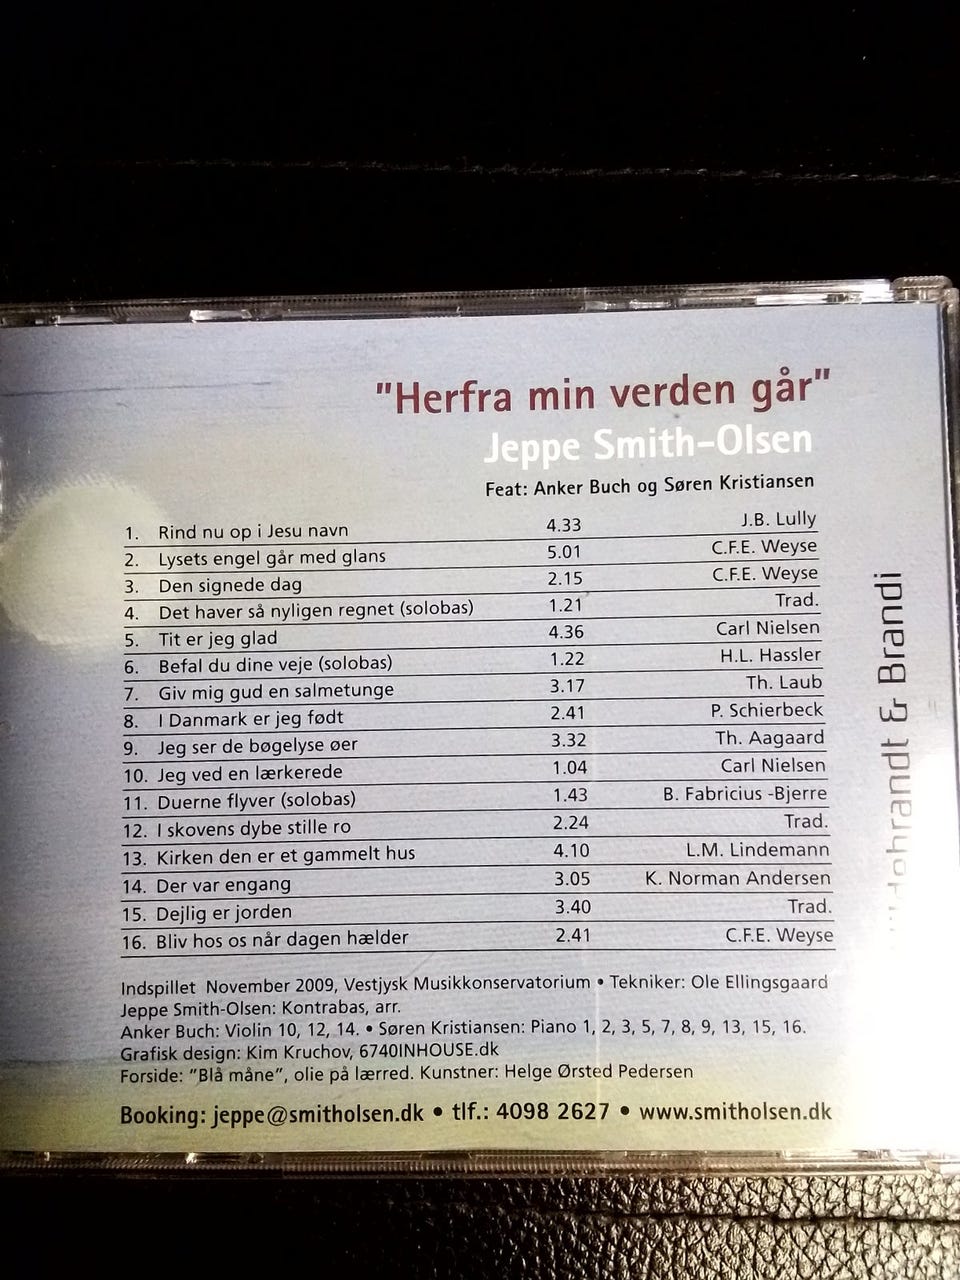 "Herfra min verden går"
Jeppe Smith-Olsen
Feat: Anker Buch og Søren Kristiansen
1. Rind nu op i Jesu navn 4.33 J.B. Lully
2. Lysets engel går med glans 5.01 C.F.E. Weyse
3. Den signede dag 2.15 C.F.E. Weyse
4. Det haver så nyligen regnet (solobas) 1.21 Trad.
5. Tit er jeg glad 4.36 Carl Nielsen
6. Befal du dine veje (solobas) 1.22 H.L. Hassler
7. Giv mig gud en salmetunge 3.17 Th. Laub
8. I Danmark er jeg født 2.41 P. Schierbeck
9. Jeg ser de bøgelyse øer 3.32 Th. Aagaard
10. Jeg ved en lærkerede 1.04 Carl Nielsen
11. Duerne flyver (solobas) 1.43 B. Fabricius -Bjerre
12. I skovens dybe stille ro 2.24 Trad.
13. Kirken den er et gammelt hus 4.10 L.M. Lindemann
14. Der var engang 3.05 K. Norman Andersen
15. Dejlig er jorden 3.40 Trad.
16. Bliv hos os når dagen hælder 2.41 C.F.E. Weyse
Indspillet November 2009, Vestjysk Musikkonservatorium • Tekniker: Ole Ellingsgaard
Jeppe Smith-Olsen: Kontrabas, arr.
Anker Buch: Violin 10, 12, 14. • Søren Kristiansen: Piano 1, 2, 3, 5, 7, 8, 9, 13, 15, 16.
Grafisk design: Kim Kruchov, 6740INHOUSE.dk
Forside: "Blå måne", olie på lærred. Kunstner: Helge Ørsted Pedersen
Booking: jeppe@smitholsen.dk • tlf.: 4098 2627 • www.smitholsen.dk
& Brandi